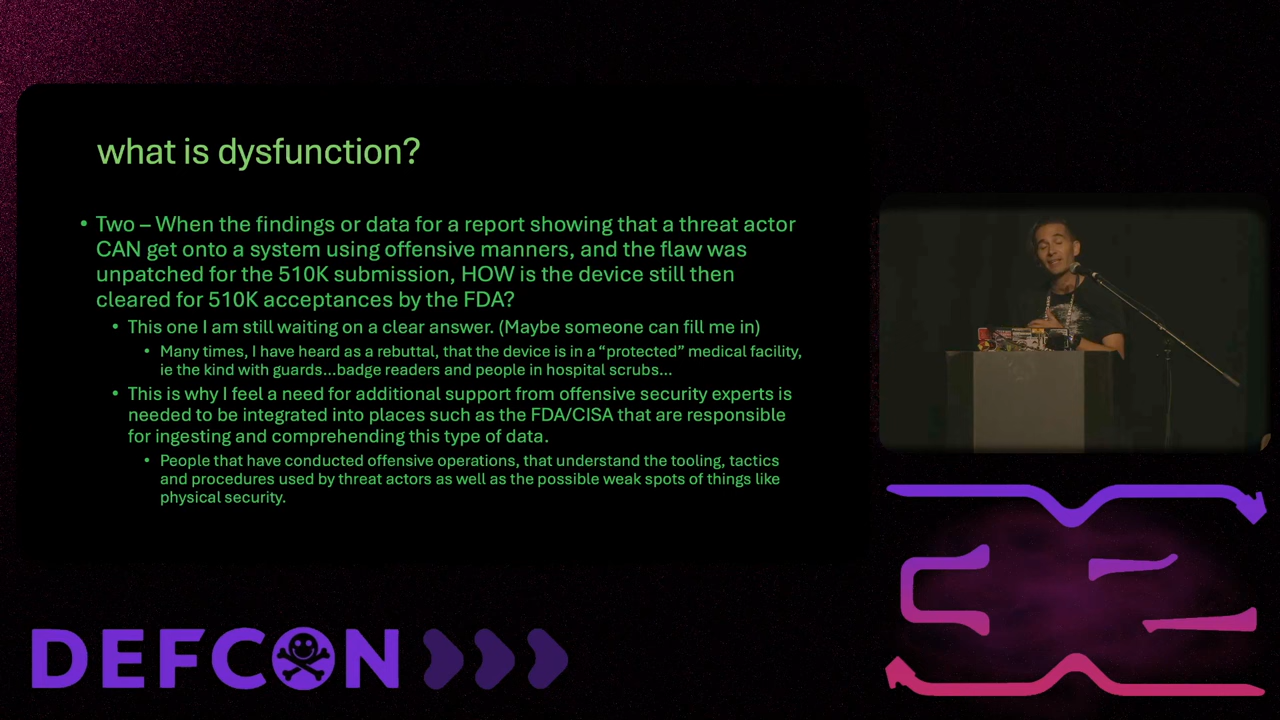 what is dysfunction?
• Two – When the findings or data for a report showing that a threat actor
CAN get onto a system using offensive manners, and the flaw was
unpatched for the 510K submission, HOW is the device still then
cleared for 510K acceptances by the FDA?
• This one I am still waiting on a clear answer. (Maybe someone can fill me in)
• Many times, I have heard as a rebuttal, that the device is in a “protected” medical facility,
ie the kind with guards...badge readers and people in hospital scrubs...
• This is why I feel a need for additional support from offensive security experts is
needed to be integrated into places such as the FDA/CISA that are responsible
for ingesting and comprehending this type of data.
• People that have conducted offensive operations, that understand the tooling, tactics
and procedures used by threat actors as well as the possible weak spots of things like
physical security.
DEFCON